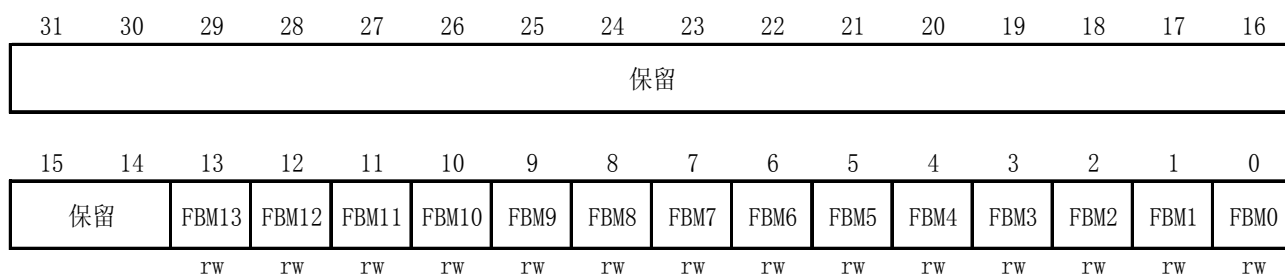 31 30 29 28 27 26 25 24 23 22 21 20 19 18 17 16
保留
15 14 13 12 11 10 9 8 7 6 5 4 3 2 1 0
保留 FBM13 FBM12 FBM11 FBM10 FBM9 FBM8 FBM7 FBM6 FBM5 FBM4 FBM3 FBM2 FBM1 FBM0
rw rw rw rw rw rw rw rw rw rw rw rw rw rw